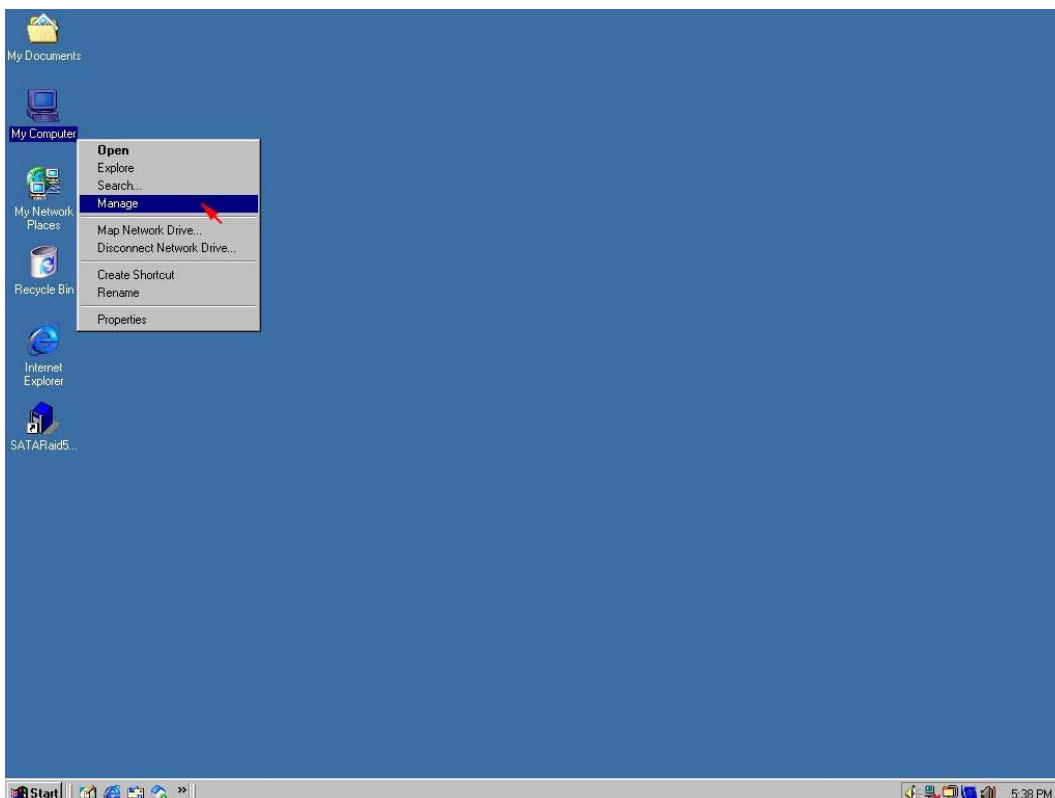 My Documents
My Computer
Open
Explore
Search...
Manage
Map Network Drive...
Disconnect Network Drive...
Create Shortcut
Rename
Properties
My Network
Places
Recycle Bin
Internet
Explorer
SATARaid5...
Start
»
5:38 PM